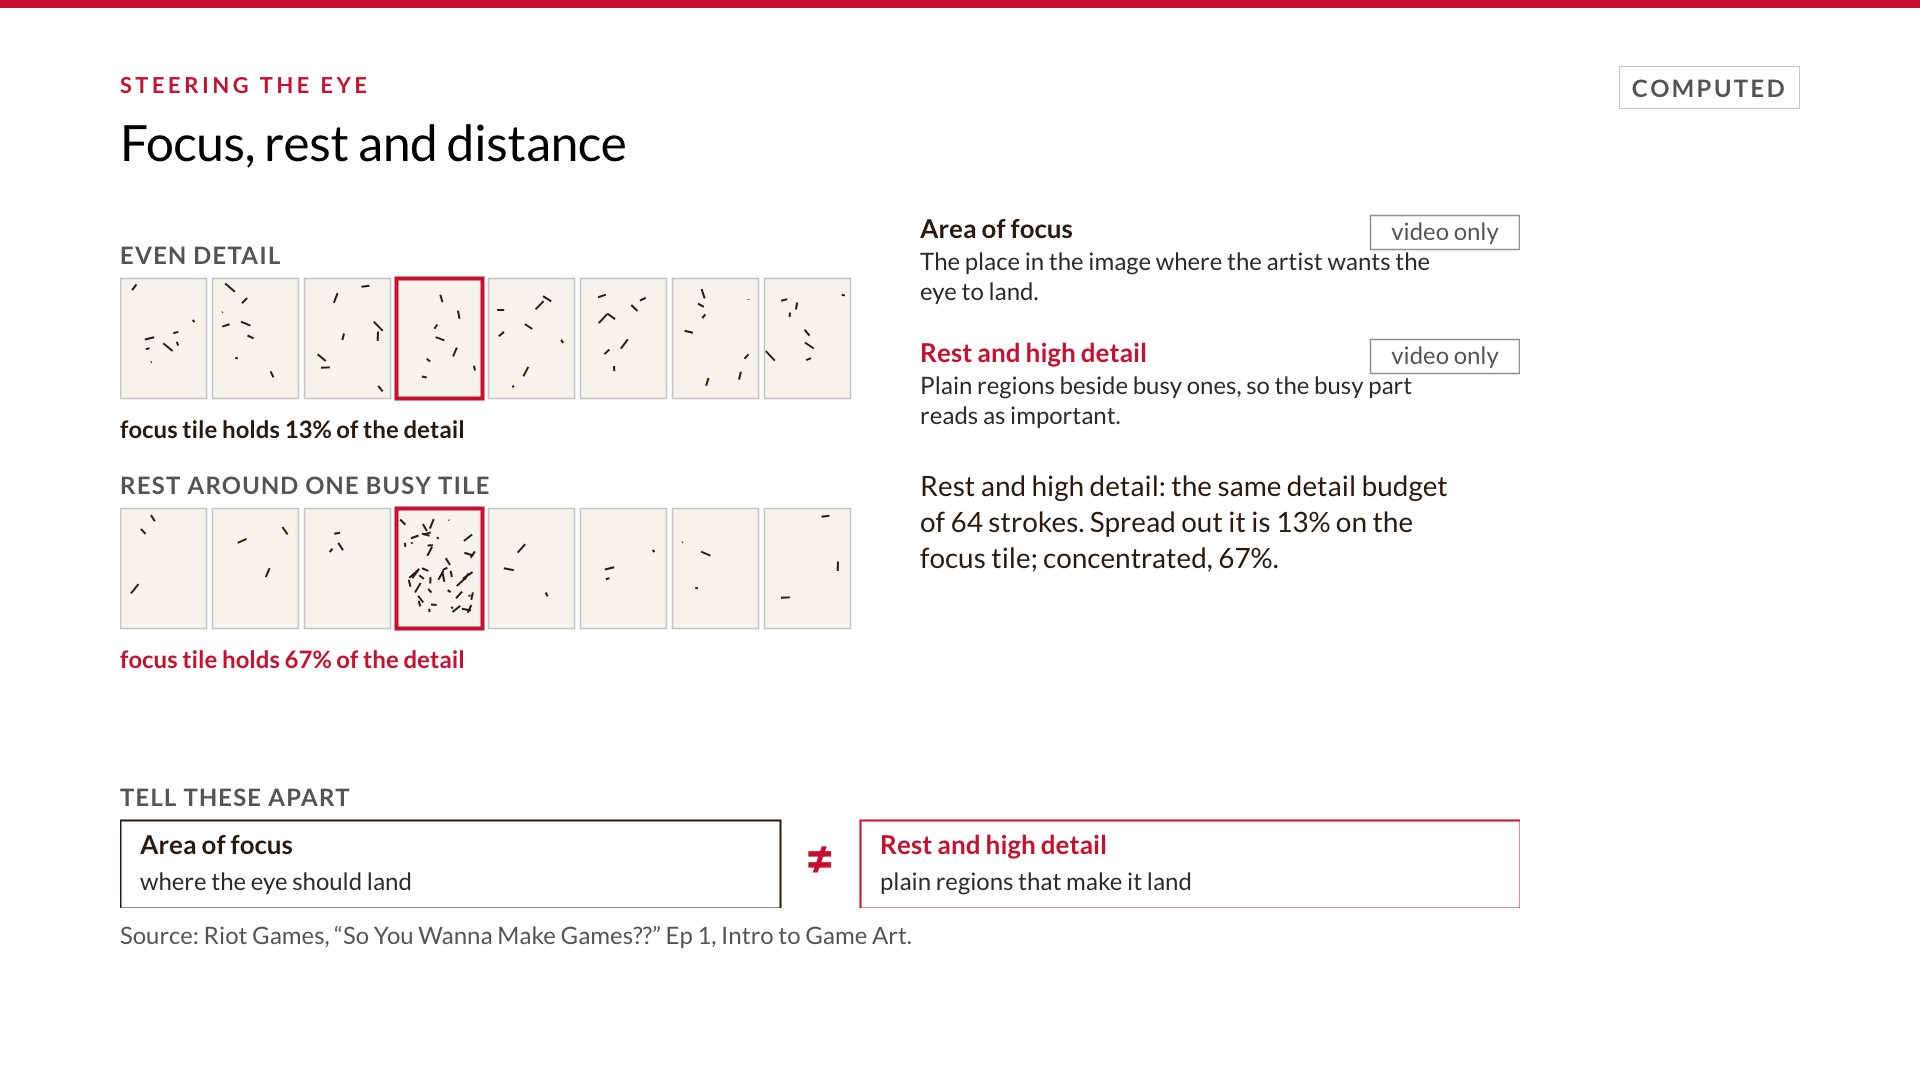 STEERING THE EYE
COMPUTED
Focus, rest and distance
EVEN DETAIL
focus tile holds 13% of the detail
REST AROUND ONE BUSY TILE
focus tile holds 67% of the detail
Area of focus
video only
The place in the image where the artist wants the
eye to land.
Rest and high detail
video only
Plain regions beside busy ones, so the busy part
reads as important.
Rest and high detail: the same detail budget
of 64 strokes. Spread out it is 13% on the
focus tile; concentrated, 67%.
TELL THESE APART
Area of focus
where the eye should land
≠
Rest and high detail
plain regions that make it land
Source: Riot Games, “So You Wanna Make Games??” Ep 1, Intro to Game Art.